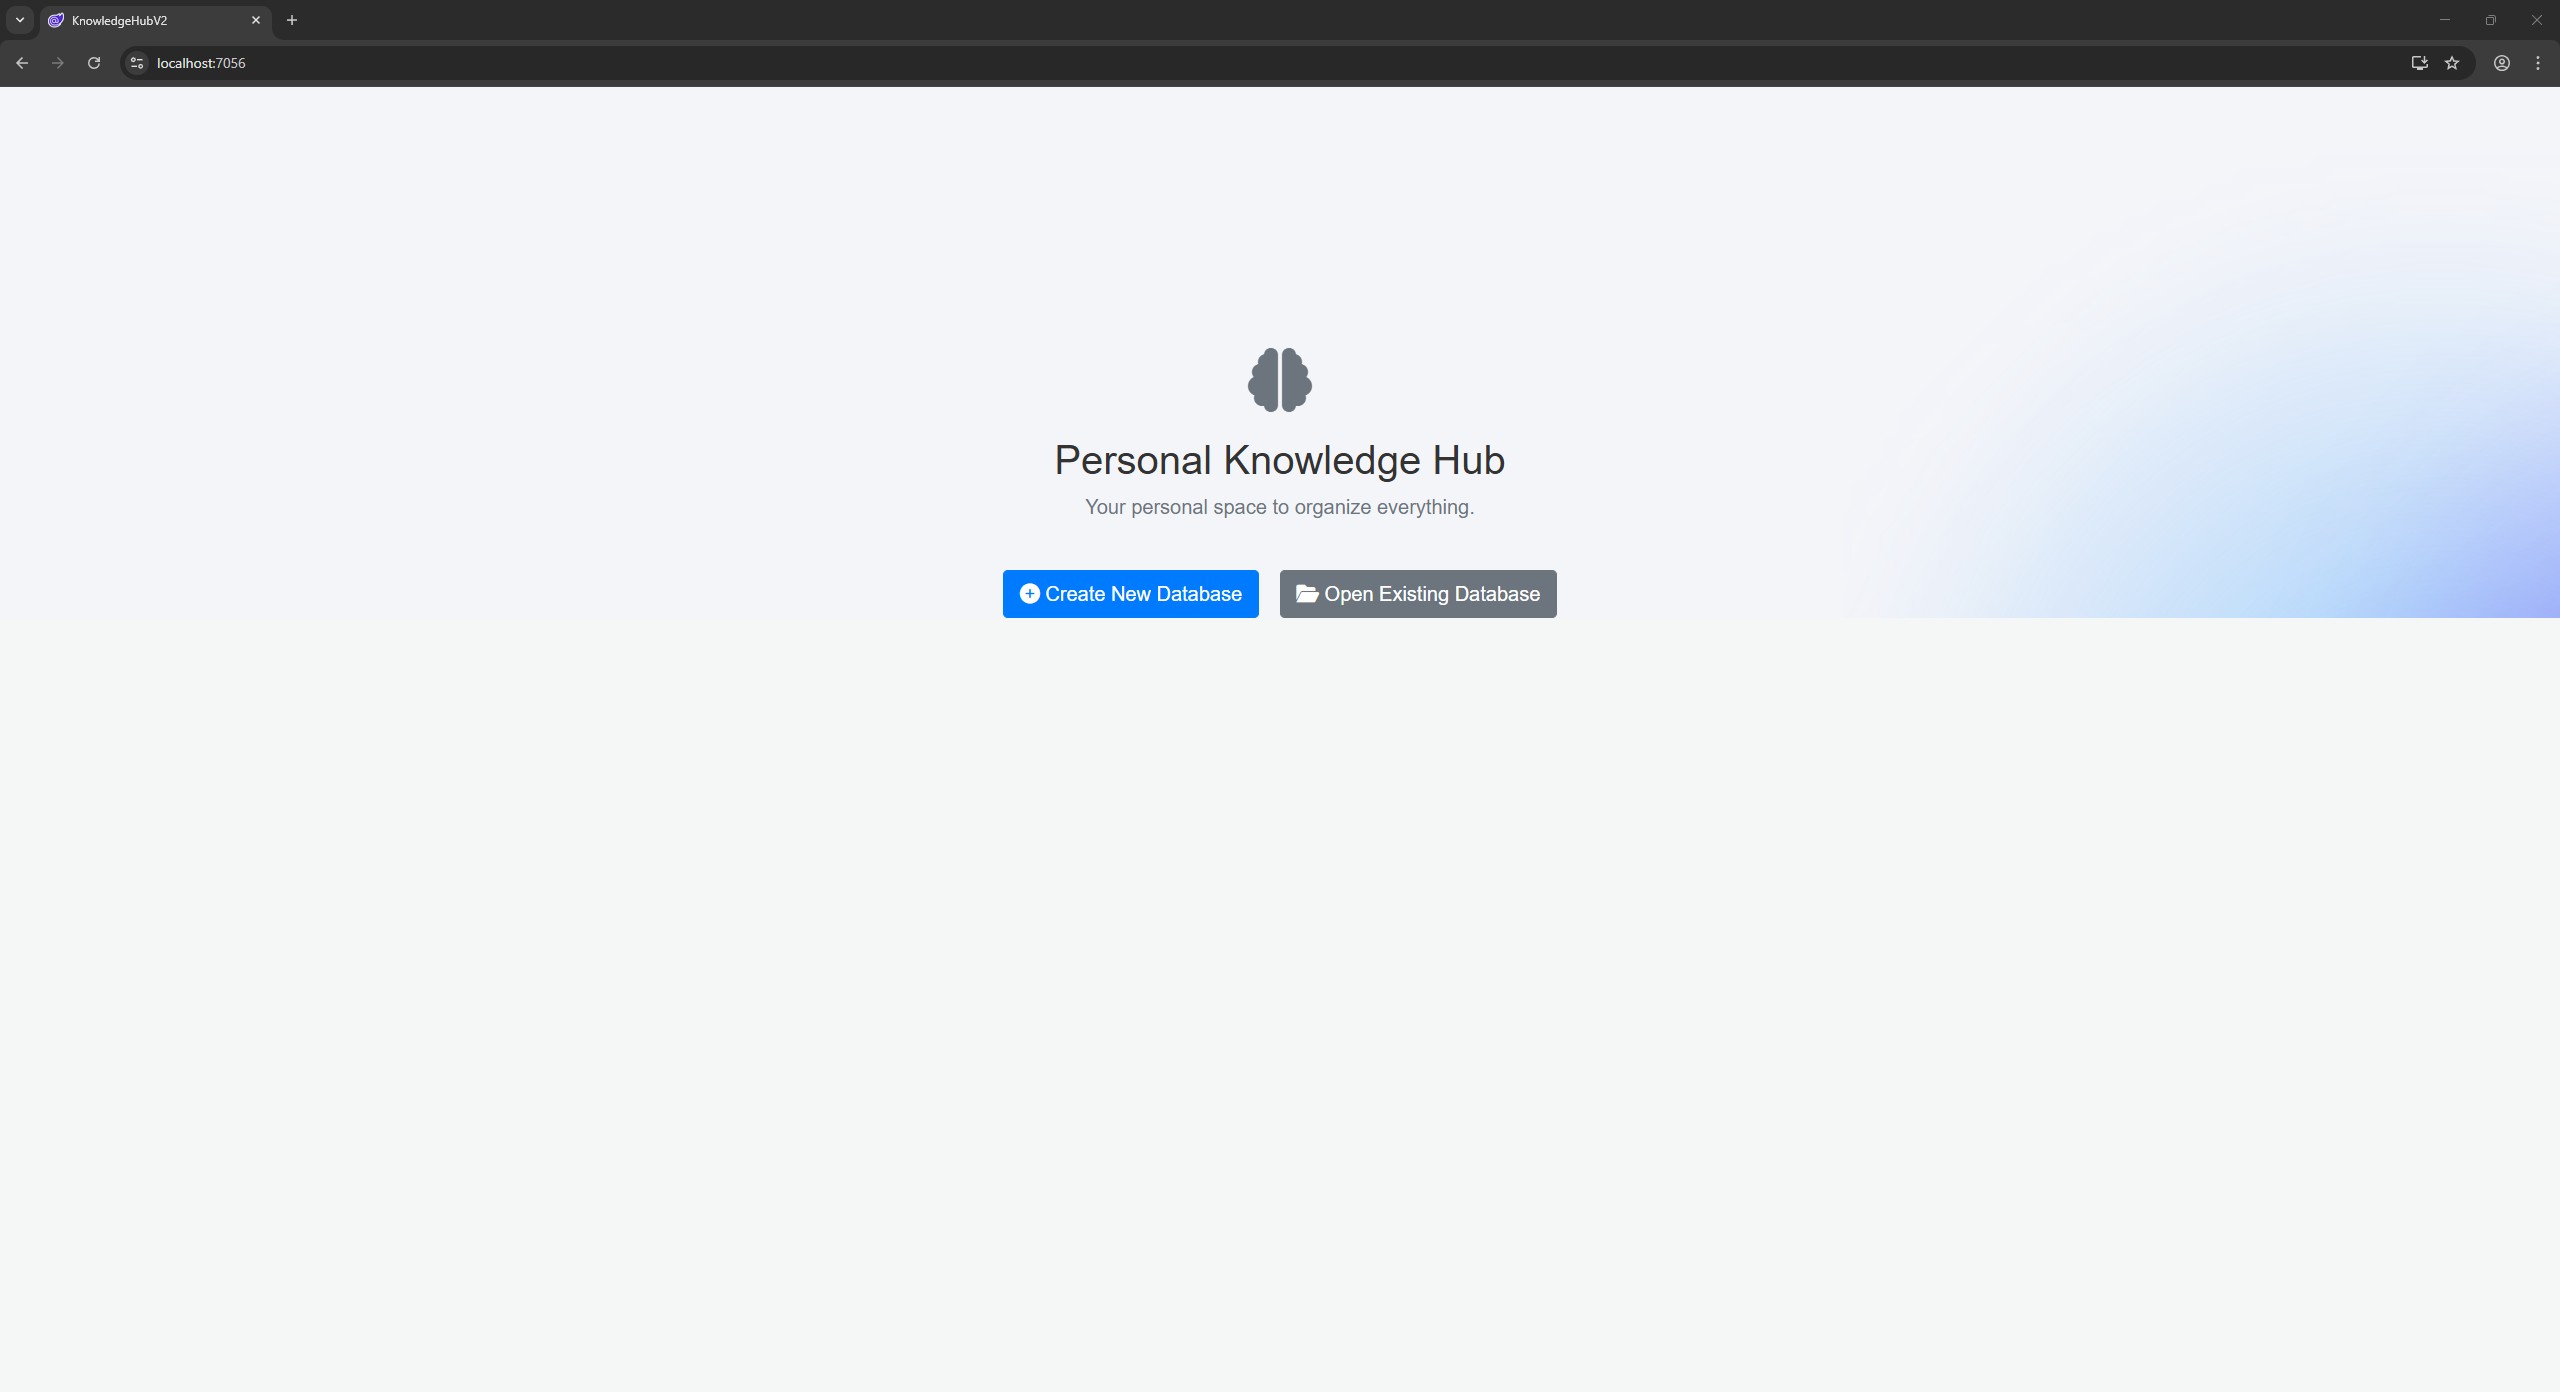 KnowledgeHubV2
localhost:7056
Personal Knowledge Hub
Your personal space to organize everything.
Create New Database
Open Existing Database